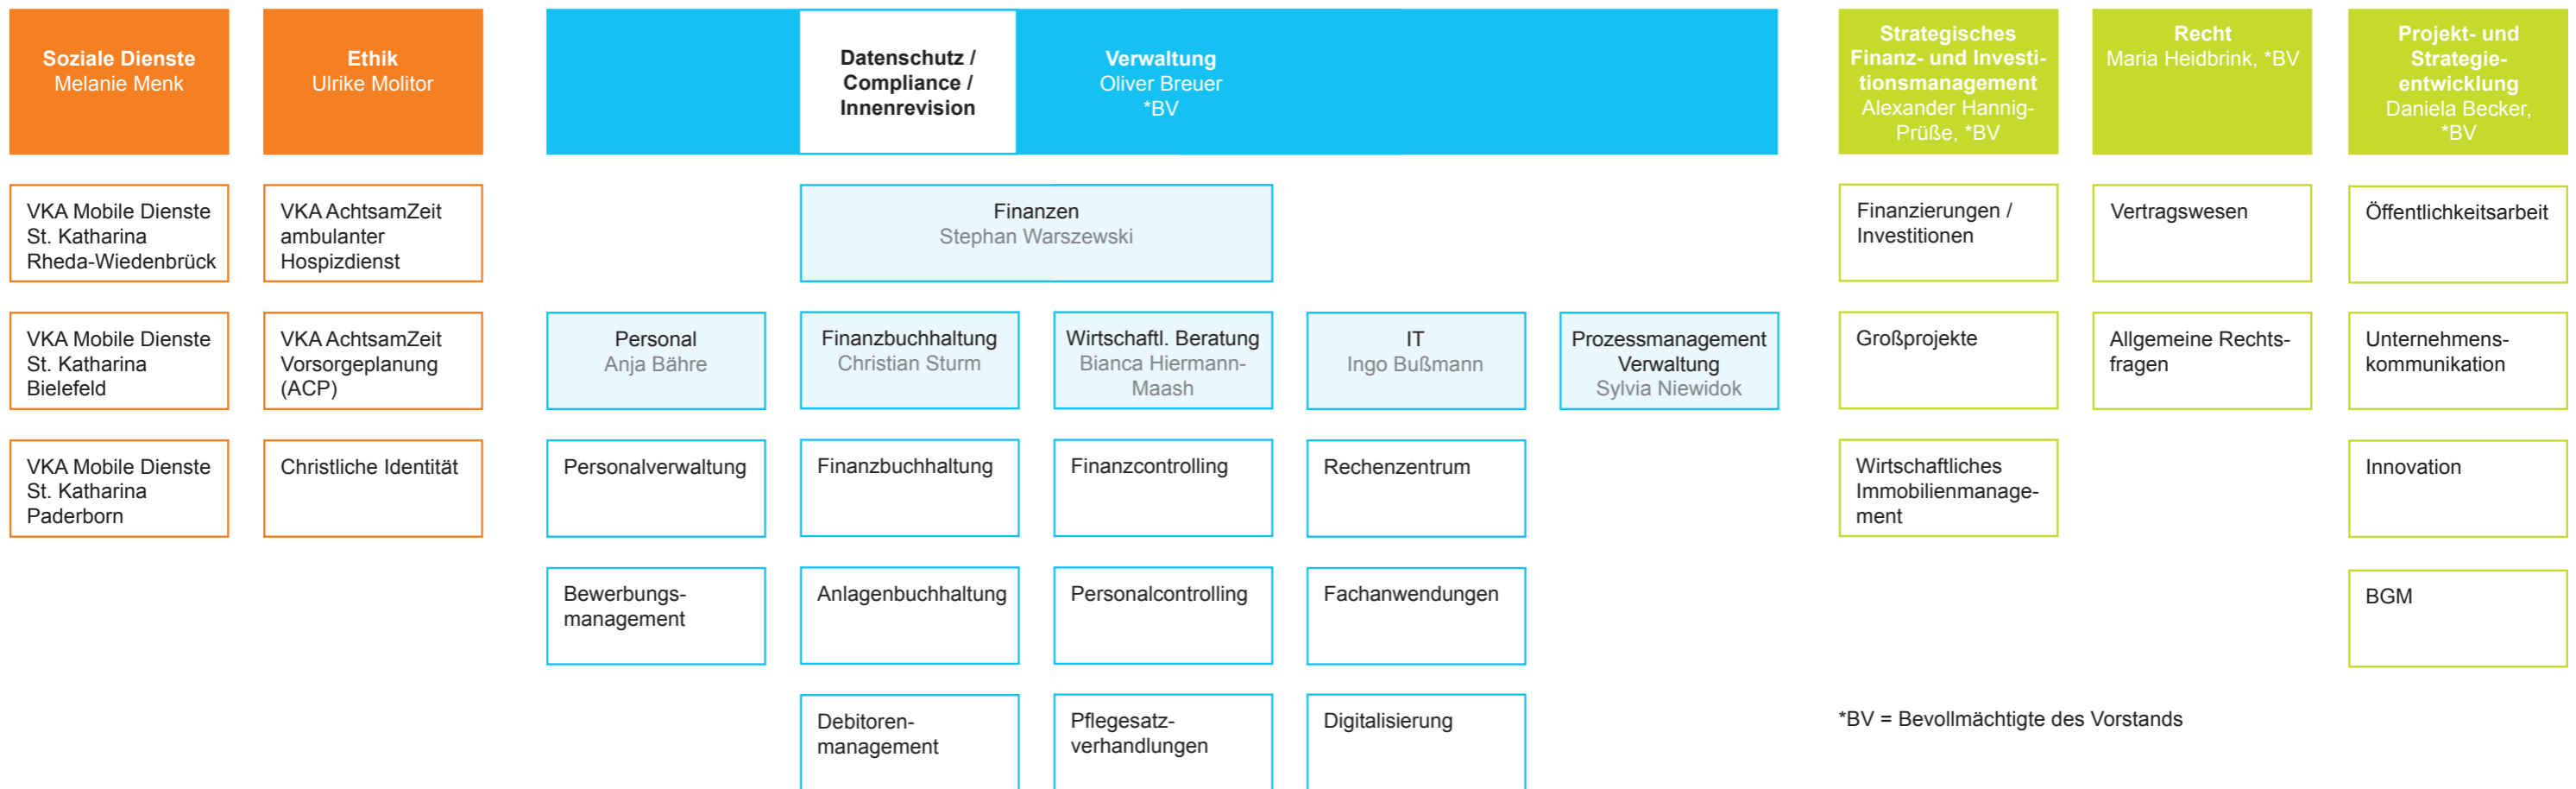 Soziale Dienste
Melanie Menk
Ethik
Ulrike Molitor
Datenschutz /
Compliance /
Innenrevision
Verwaltung
Oliver Breuer
*BV
Strategisches
Finanz- und Investi-
tionsmanagement
Alexander Hannig-
Prüße, *BV
Recht
Maria Heidbrink, *BV
Projekt- und
Strategie-
entwicklung
Daniela Becker,
*BV
VKA Mobile Dienste
St. Katharina
Rheda-Wiedenbrück
VKA AchtsamZeit
ambulanter
Hospizdienst
Finanzen
Stephan Warszewski
Finanzierungen /
Investitionen
Vertragswesen
Öffentlichkeitsarbeit
VKA Mobile Dienste
St. Katharina
Bielefeld
VKA AchtsamZeit
Vorsorgeplanung
(ACP)
Personal
Anja Bähre
Finanzbuchhaltung
Christian Sturm
Wirtschaftl. Beratung
Bianca Hiermann-
Maash
IT
Ingo Bußmann
Prozessmanagement
Verwaltung
Sylvia Niewidok
Großprojekte
Allgemeine Rechts-
fragen
Unternehmens-
kommunikation
VKA Mobile Dienste
St. Katharina
Paderborn
Christliche Identität
Personalverwaltung
Finanzbuchhaltung
Finanzcontrolling
Rechenzentrum
Wirtschaftliches
Immobilienmanage-
ment
Innovation
Bewerbungs-
management
Anlagenbuchhaltung
Personalcontrolling
Fachanwendungen
BGM
Debitoren-
management
Pflegesatz-
verhandlungen
Digitalisierung
*BV = Bevollmächtigte des Vorstands